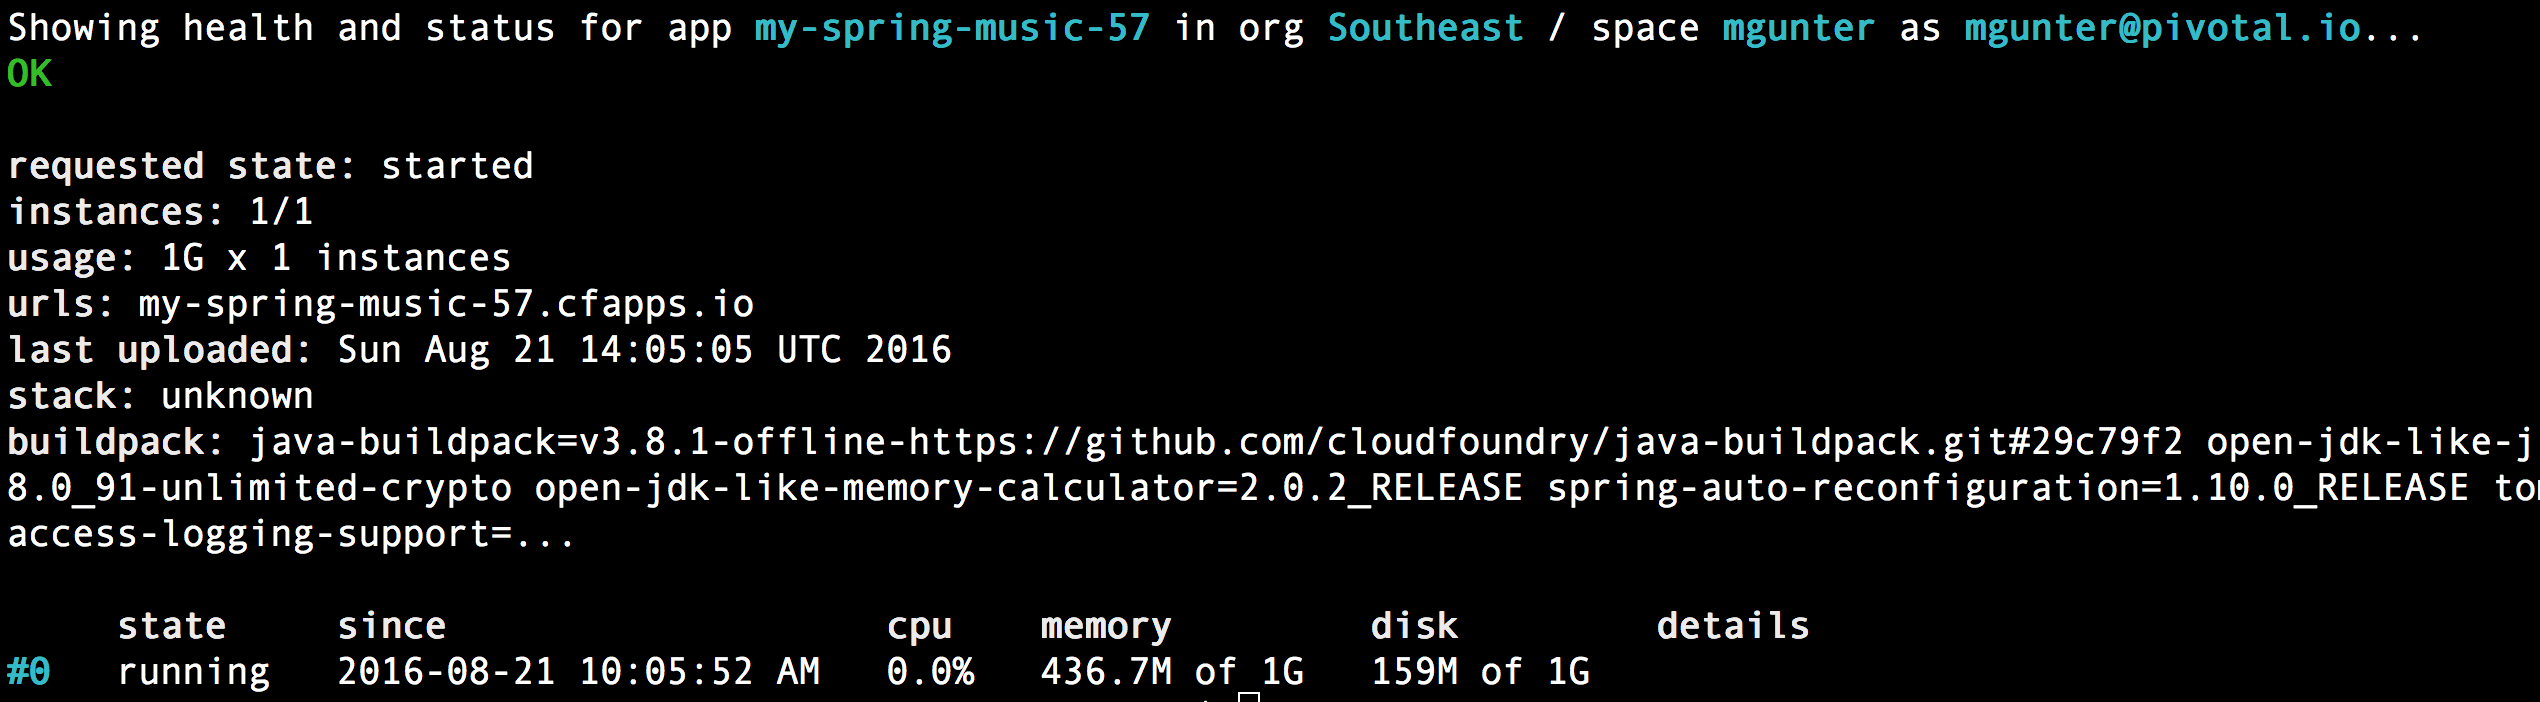 Showing health and status for app my-spring-music-57 in org Southeast / space mgunter as mgunter@pivotal.io...
OK
requested state: started
instances: 1/1
usage: 1G x 1 instances
urls: my-spring-music-57.cfapps.io
last uploaded: Sun Aug 21 14:05:05 UTC 2016
stack: unknown
buildpack: java-buildpack=v3.8.1-offline-https://github.com/cloudfoundry/java-buildpack.git#29c79f2 open-jdk-like-j
8.0_91-unlimited-crypto open-jdk-like-memory-calculator=2.0.2_RELEASE spring-auto-reconfiguration=1.10.0_RELEASE to
access-logging-support=...
state since cpu memory disk details
#0 running 2016-08-21 10:05:52 AM 0.0% 436.7M of 1G 159M of 1G